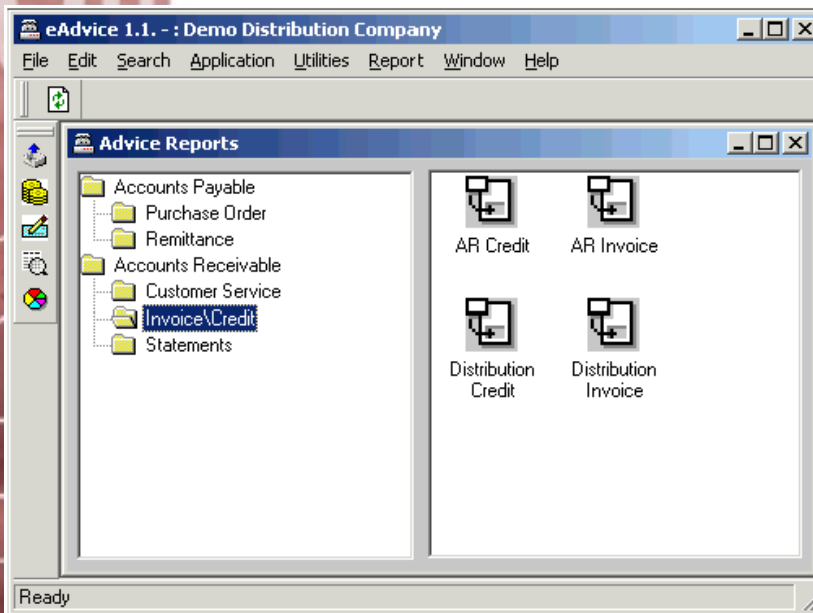 eAdvice 1.1. - : Demo Distribution Company
File Edit Search Application Utilities Report Window Help
Advice Reports
Accounts Payable
Purchase Order
Remittance
Accounts Receivable
Customer Service
Invoice\Credit
Statements
AR Credit
AR Invoice
Distribution
Credit
Distribution
Invoice
Ready